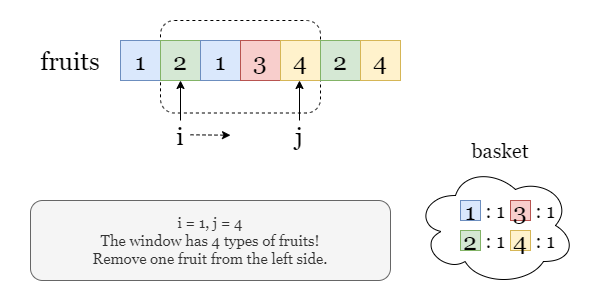 fruits 1 2 1 3 4 2 4
i j
basket
1 : 1 3 : 1
2 : 1 4 : 1
i = 1, j = 4
The window has 4 types of fruits!
Remove one fruit from the left side.